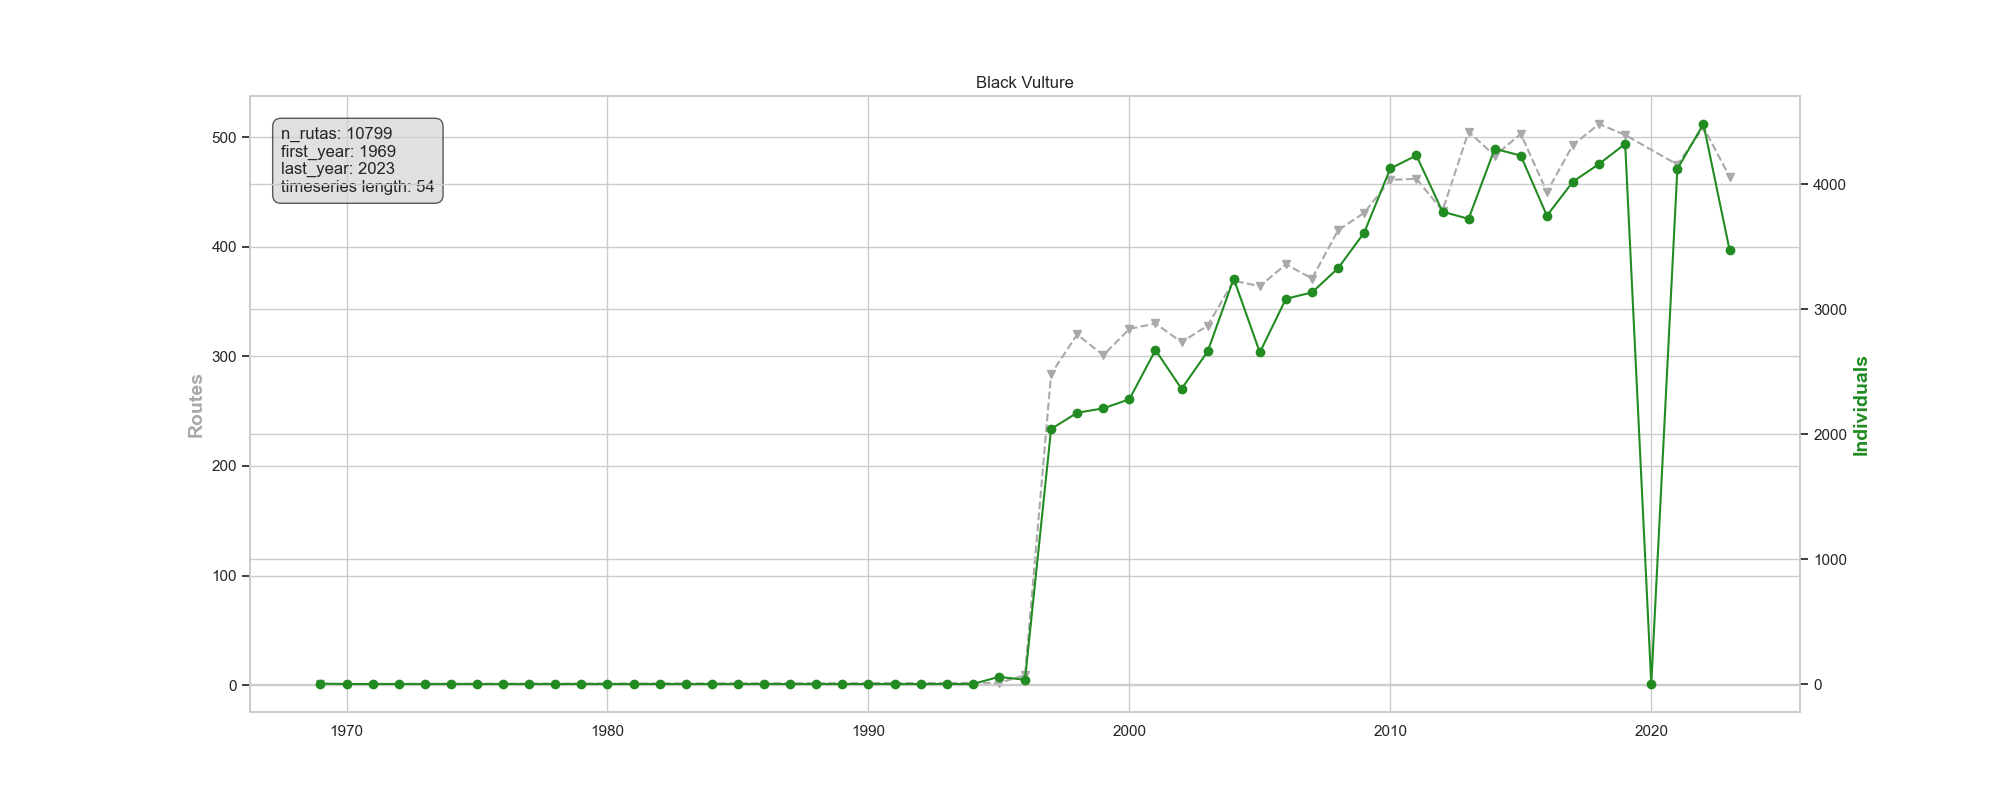 Black Vulture
n_rutas: 10799
first_year: 1969
last_year: 2023
timeseries length: 54
500
400
300
200
100
0
Routes
4000
3000
2000
1000
0
Individuals
1970
1980
1990
2000
2010
2020